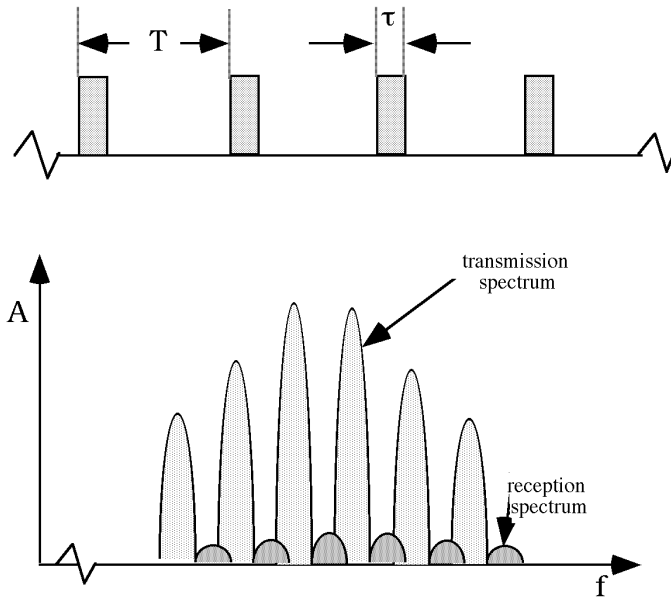 τ
T
transmission
spectrum
A
reception
spectrum
f